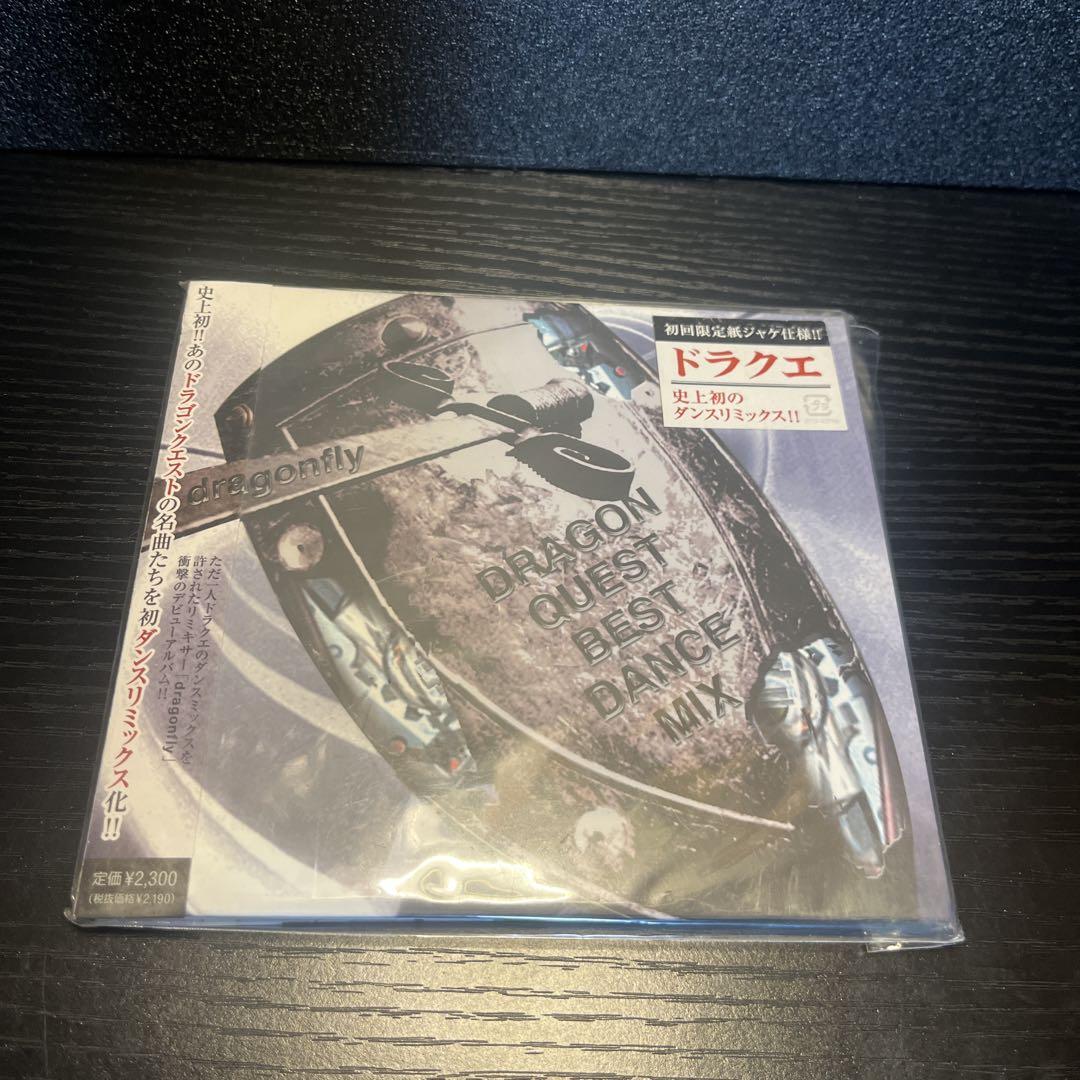 史上初!!あのドラゴンクエストの名曲たちを初ダンスリミックス化!!
ただ一人ドラクエのダンスミックスを
許されたリミキサー「dragonfly」
衝撃のデビューアルバム!!
定価¥2,300
(税抜価格¥2,190)
dragonfly
DRAGON
QUEST
BEST
DANCE
MIX
初回限定紙ジャケ仕様!!
ドラクエ
史上初の
ダンスリミックス!!
プラ